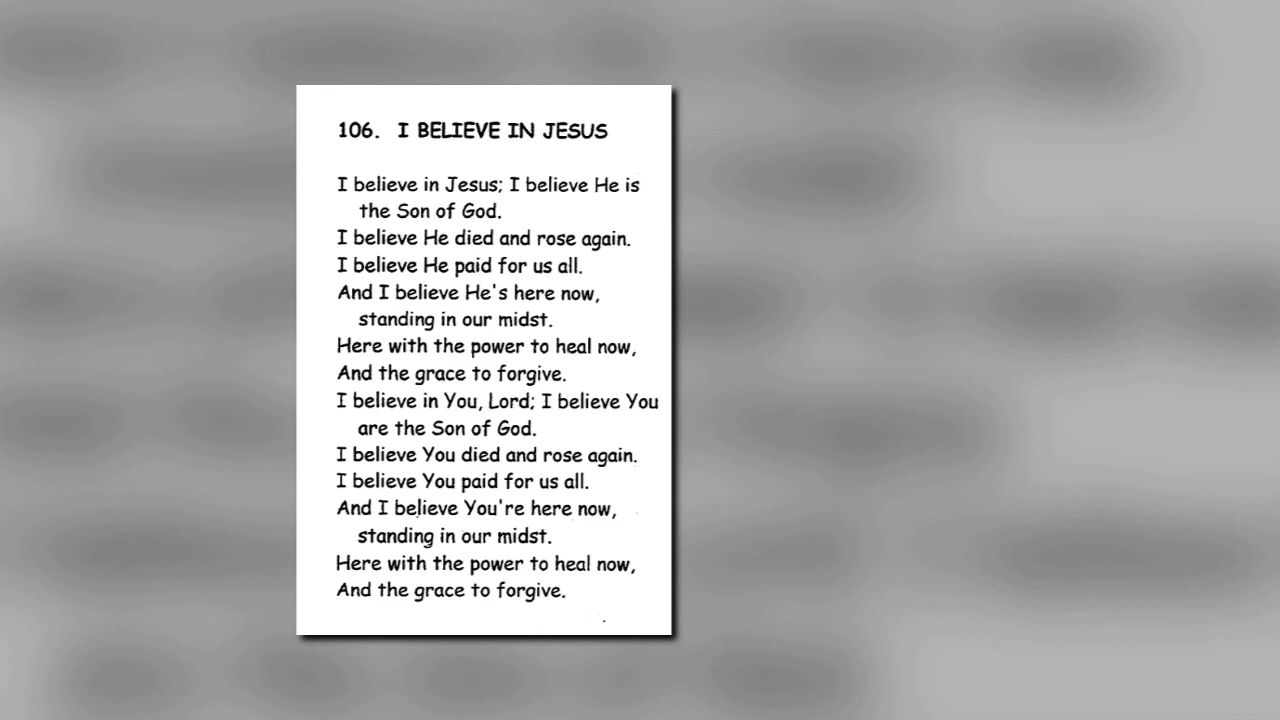 106. I BELIEVE IN JESUS
I believe in Jesus; I believe He is
the Son of God.
I believe He died and rose again.
I believe He paid for us all.
And I believe He's here now,
standing in our midst.
Here with the power to heal now,
And the grace to forgive.
I believe in You, Lord; I believe You
are the Son of God.
I believe You died and rose again.
I believe You paid for us all.
And I believe You're here now,
standing in our midst.
Here with the power to heal now,
And the grace to forgive.